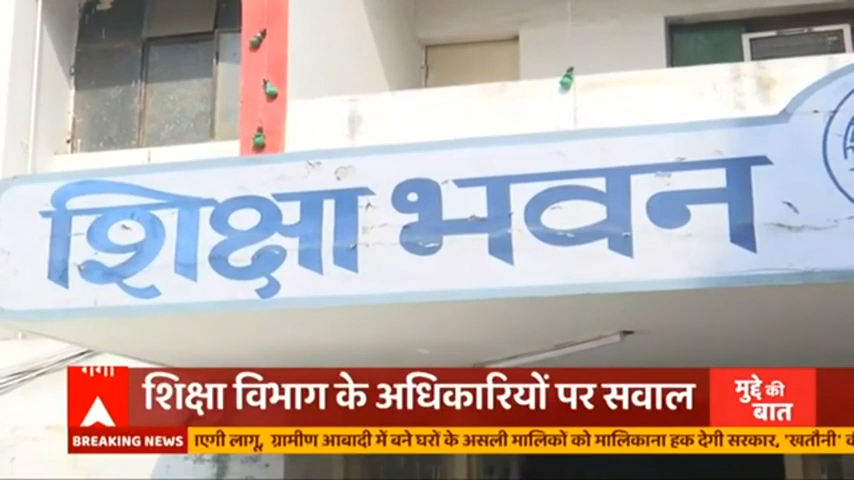 शिक्षा भवन
गंगा
शिक्षा विभाग के अधिकारियों पर सवाल
मुद्दे की
बात
BREAKING NEWS
एगी लागू, ग्रामीण आबादी में बने घरों के असली मालिकों को मालिकाना हक देगी सरकार, 'खतौनी'